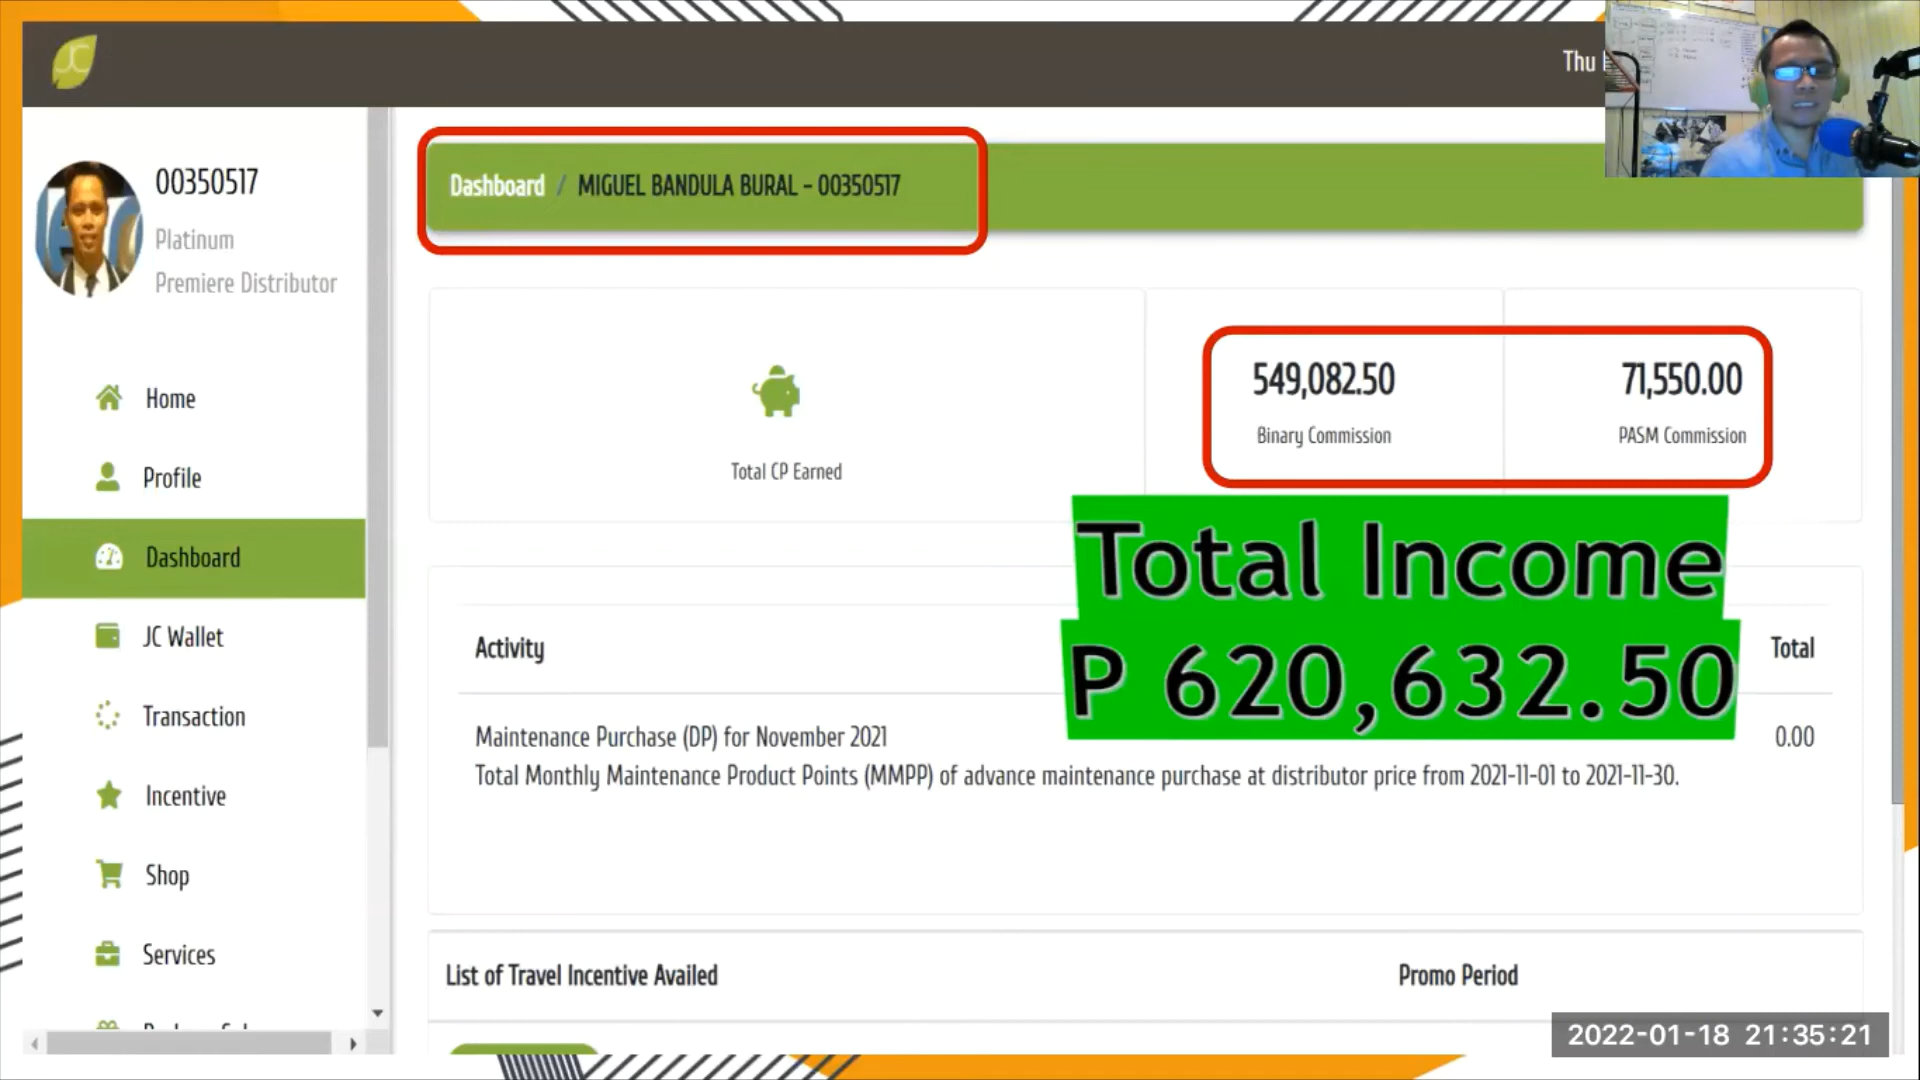 JC
Thu
00350517
Platinum
Premiere Distributor
Home
Profile
Dashboard
JC Wallet
Transaction
Incentive
Shop
Services
Dashboard / MIGUEL BANDULA BURAL - 00350517
Total CP Earned
549,082.50
Binary Commission
71,550.00
PASM Commission
Total Income
P 620,632.50
Activity
Total
Maintenance Purchase (DP) for November 2021
0.00
Total Monthly Maintenance Product Points (MMPP) of advance maintenance purchase at distributor price from 2021-11-01 to 2021-11-30.
List of Travel Incentive Availed
Promo Period
2022-01-18 21:35:21